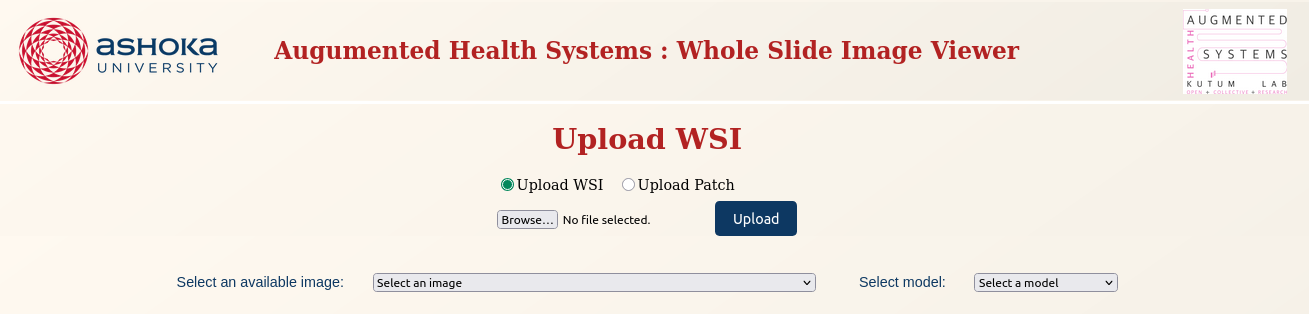 ASHOKA
UNIVERSITY
Augumented Health Systems : Whole Slide Image Viewer
AUGMENTED
HEALTH
SYSTEMS
KUTUM LAB
OPEN + COLLECTIVE + RESEARCH
Upload WSI
Upload WSI Upload Patch
Browse... No file selected. Upload
Select an available image: Select an image Select model: Select a model